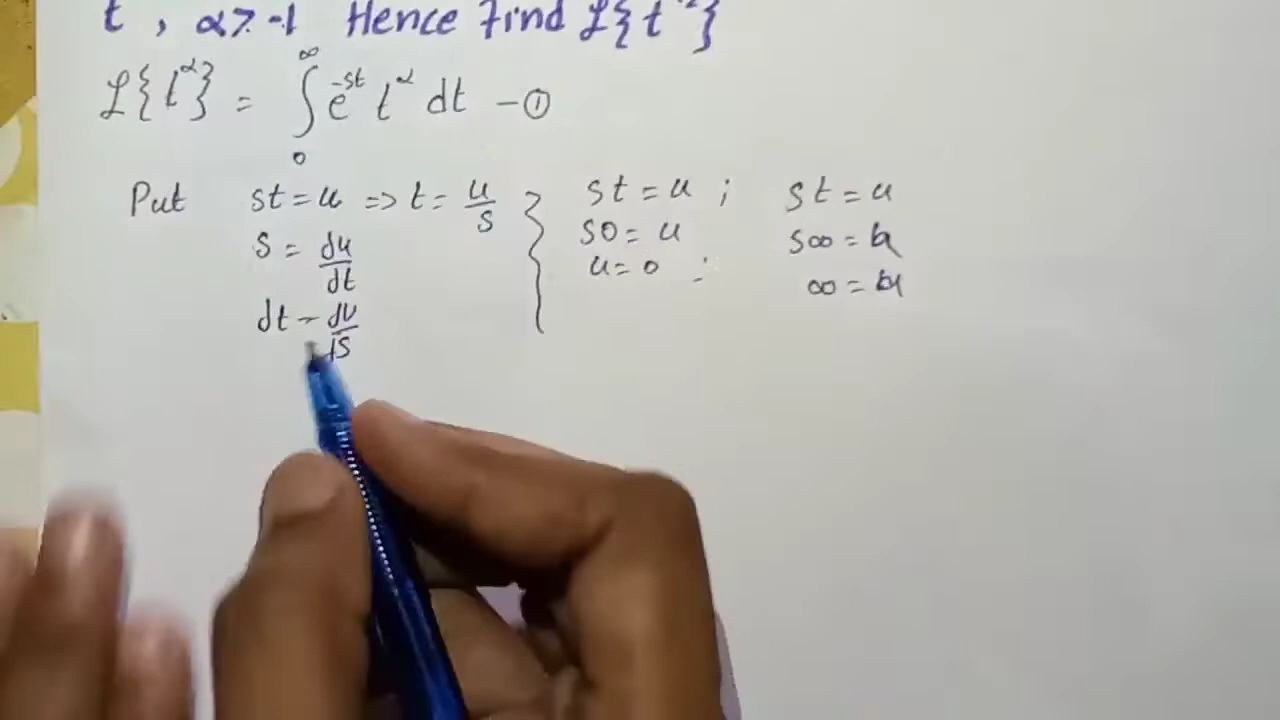 t , α > -1 Hence Find ℒ{t
ℒ{t^α} = ∫₀^∞ e^{-st} t^α dt - ①
Put st = u => t = u/s } st = u ; st = u
s = du/dt s0 = u s∞ = u
u = 0 : ∞ = u
dt = du/s